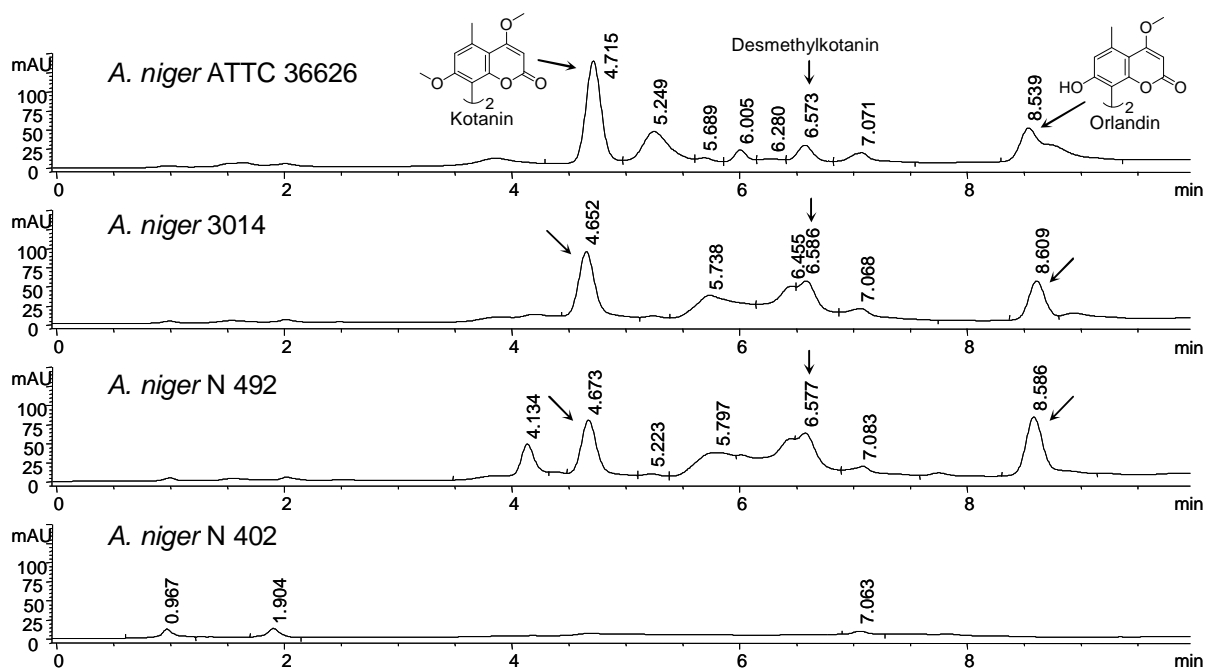 A. niger ATTC 36626
mAU
100
75
50
25
0
O
O
O
O
2
Kotanin
4.715
5.249
5.689
6.005
6.280
Desmethylkotanin
6.573
7.071
8.539
O
HO
O
O
2
Orlandin
0 2 4 6 8 min
A. niger 3014
mAU
100
75
50
25
0
4.652
5.738
6.455
6.586
7.068
8.609
0 2 4 6 8 min
A. niger N 492
mAU
100
75
50
25
0
4.134
4.673
5.223
5.797
6.577
7.083
8.586
0 2 4 6 8 min
A. niger N 402
mAU
100
75
50
25
0
0.967
1.904
7.063
0 2 4 6 8 min